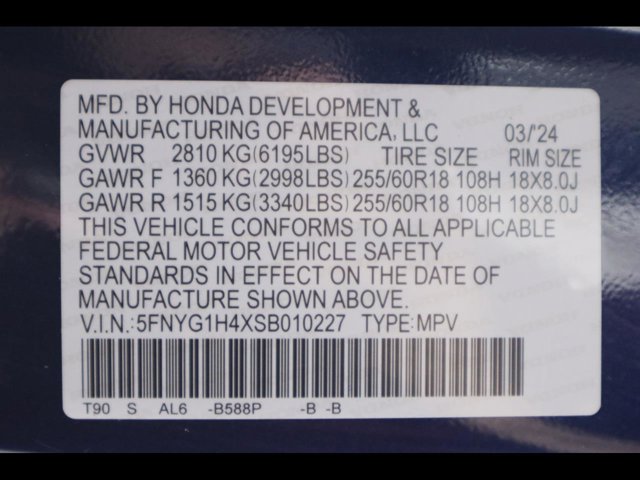 MFD. BY HONDA DEVELOPMENT &
MANUFACTURING OF AMERICA, LLC 03/'24
GVWR 2810 KG(6195LBS) TIRE SIZE RIM SIZE
GAWR F 1360 KG(2998LBS) 255/60R18 108H 18X8.0J
GAWR R 1515 KG(3340LBS) 255/60R18 108H 18X8.0J
THIS VEHICLE CONFORMS TO ALL APPLICABLE
FEDERAL MOTOR VEHICLE SAFETY
STANDARDS IN EFFECT ON THE DATE OF
MANUFACTURE SHOWN ABOVE.
V.I.N.:5FNYG1H4XSB010227 TYPE:MPV
T90 S AL6 -B588P -B -B